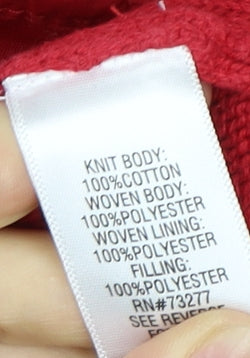 KNIT BODY:
100%COTTON
WOVEN BODY:
100%POLYESTER
WOVEN LINING:
100%POLYESTER
FILLING:
100%POLYESTER
RN#73277
SEE REVERSE